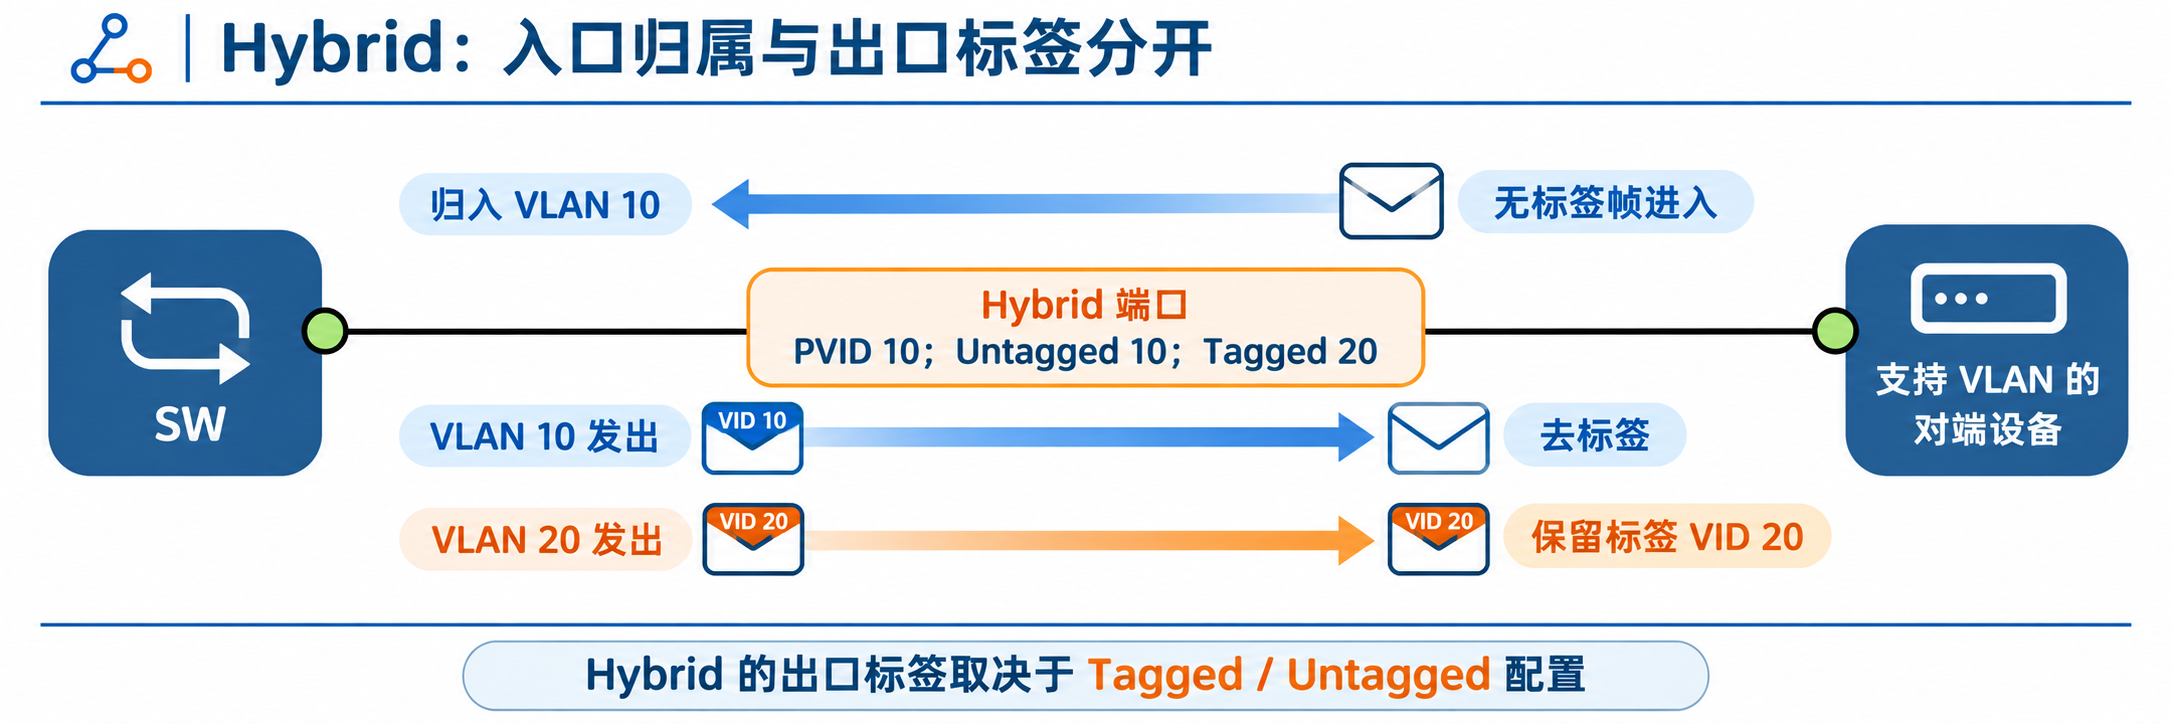 Hybrid：入口归属与出口标签分开
归入 VLAN 10
无标签帧进入
Hybrid 端口
PVID 10；Untagged 10；Tagged 20
SW
支持 VLAN 的
对端设备
VLAN 10 发出
VID 10
去标签
VLAN 20 发出
VID 20
VID 20
保留标签 VID 20
Hybrid 的出口标签取决于 Tagged / Untagged 配置